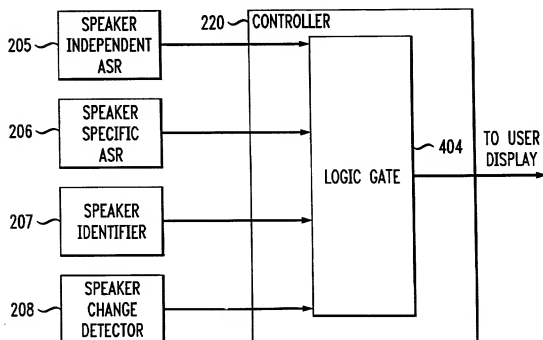 205
SPEAKER
INDEPENDENT
ASR
220
CONTROLLER
206
SPEAKER
SPECIFIC
ASR
207
SPEAKER
IDENTIFIER
208
SPEAKER
CHANGE
DETECTOR
LOGIC GATE
404
TO USER
DISPLAY